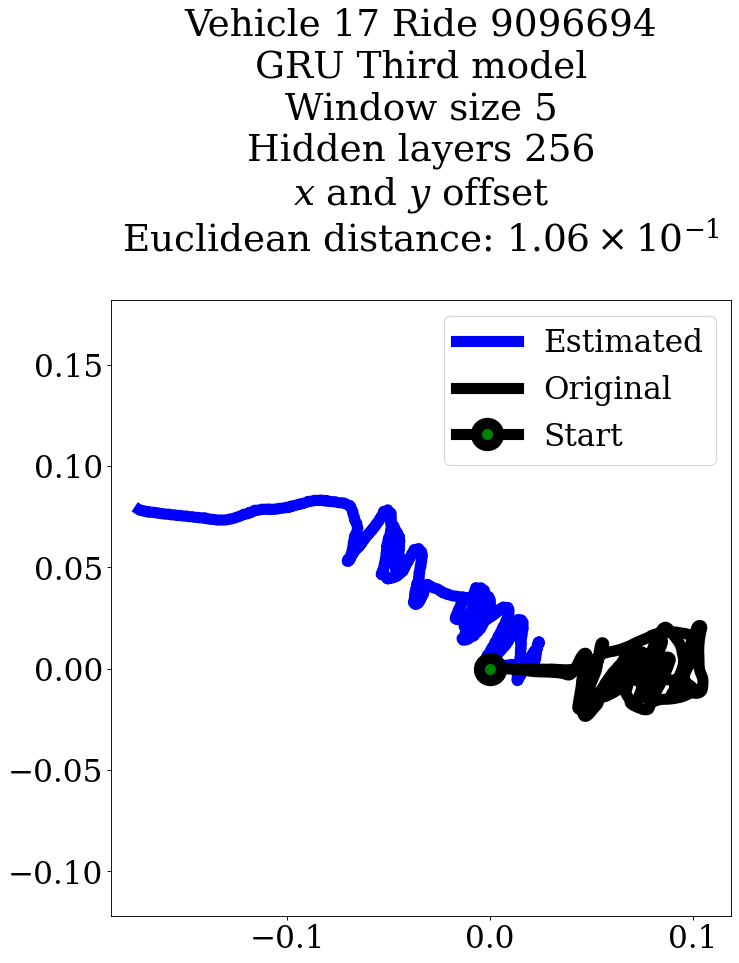 Vehicle 17 Ride 9096694
GRU Third model
Window size 5
Hidden layers 256
x and y offset
Euclidean distance: 1.06 × 10⁻¹
Estimated
Original
Start
0.15
0.10
0.05
0.00
−0.05
−0.10
−0.1 0.0 0.1